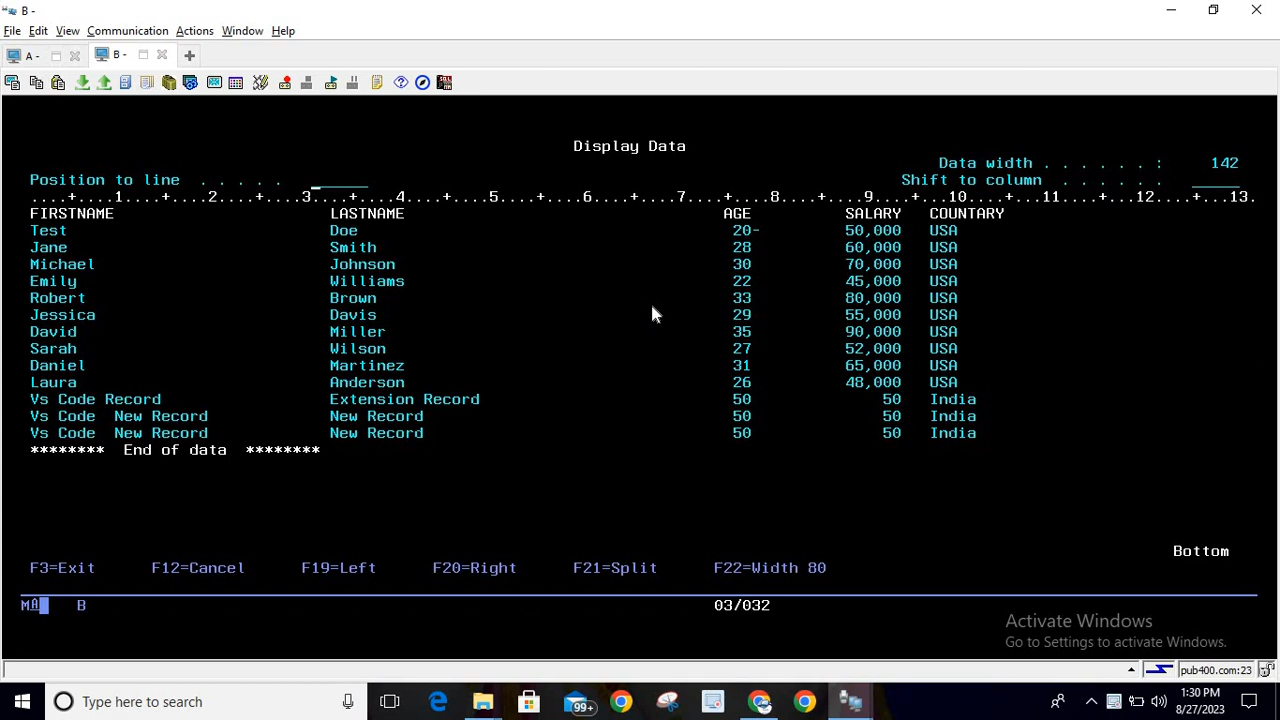 B -
File Edit View Communication Actions Window Help
A - B -
Display Data
Data width . . . . . . : 142
Position to line . . . . . Shift to column . . . . . .
....+....1....+....2....+....3....+....4....+....5....+....6....+....7....+....8....+....9....+...10....+...11....+...12....+...13.
FIRSTNAME LASTNAME AGE SALARY COUNTARY
Test Doe 20- 50,000 USA
Jane Smith 28 60,000 USA
Michael Johnson 30 70,000 USA
Emily Williams 22 45,000 USA
Robert Brown 33 80,000 USA
Jessica Davis 29 55,000 USA
David Miller 35 90,000 USA
Sarah Wilson 27 52,000 USA
Daniel Martinez 31 65,000 USA
Laura Anderson 26 48,000 USA
Vs Code Record Extension Record 50 50 India
Vs Code New Record New Record 50 50 India
Vs Code New Record New Record 50 50 India
******** End of data ********
Bottom
F3=Exit F12=Cancel F19=Left F20=Right F21=Split F22=Width 80
MA B 03/032
Activate Windows
Go to Settings to activate Windows.
pub400.com:23
Type here to search 99+ 1:30 PM
8/27/2023